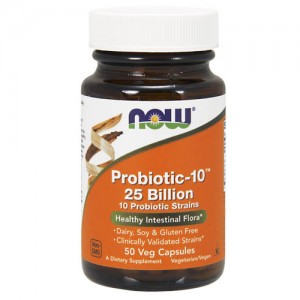 NOW
Probiotic-10™
25 Billion
10 Probiotic Strains
Healthy Intestinal Flora*
• Dairy, Soy & Gluten Free
• Clinically Validated Strains*
50 Veg Capsules
A Dietary Supplement Vegetarian/Vegan